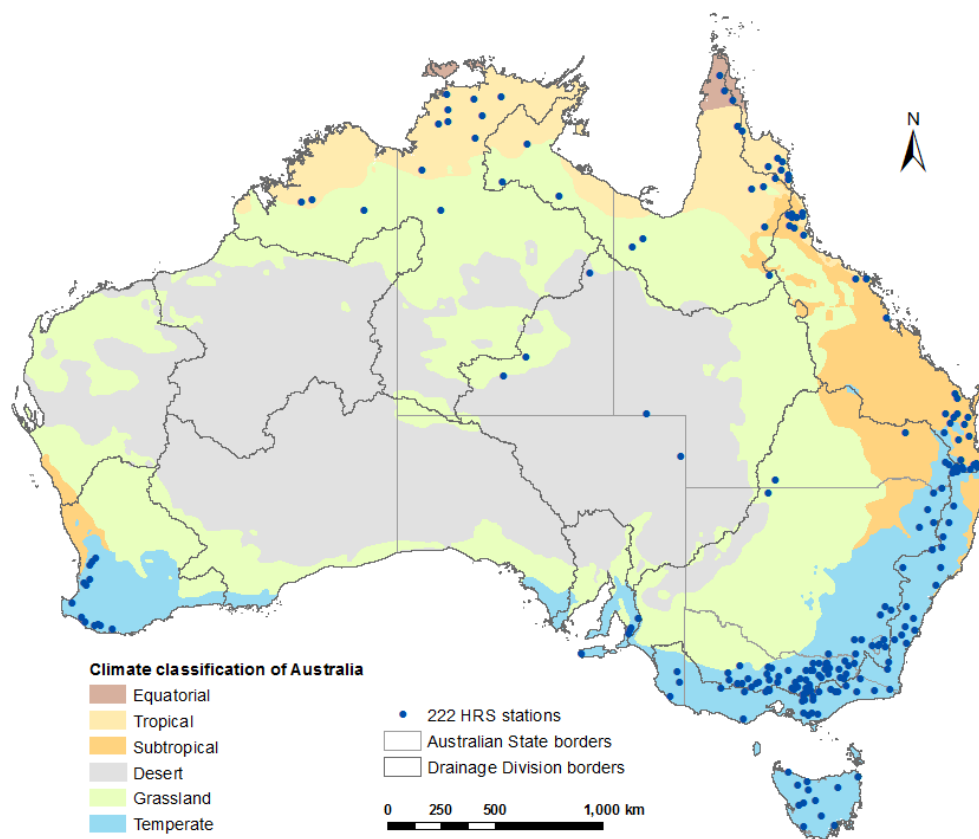 N
Climate classification of Australia
Equatorial
Tropical
Subtropical
Desert
Grassland
Temperate
222 HRS stations
Australian State borders
Drainage Division borders
0 250 500 1,000 km